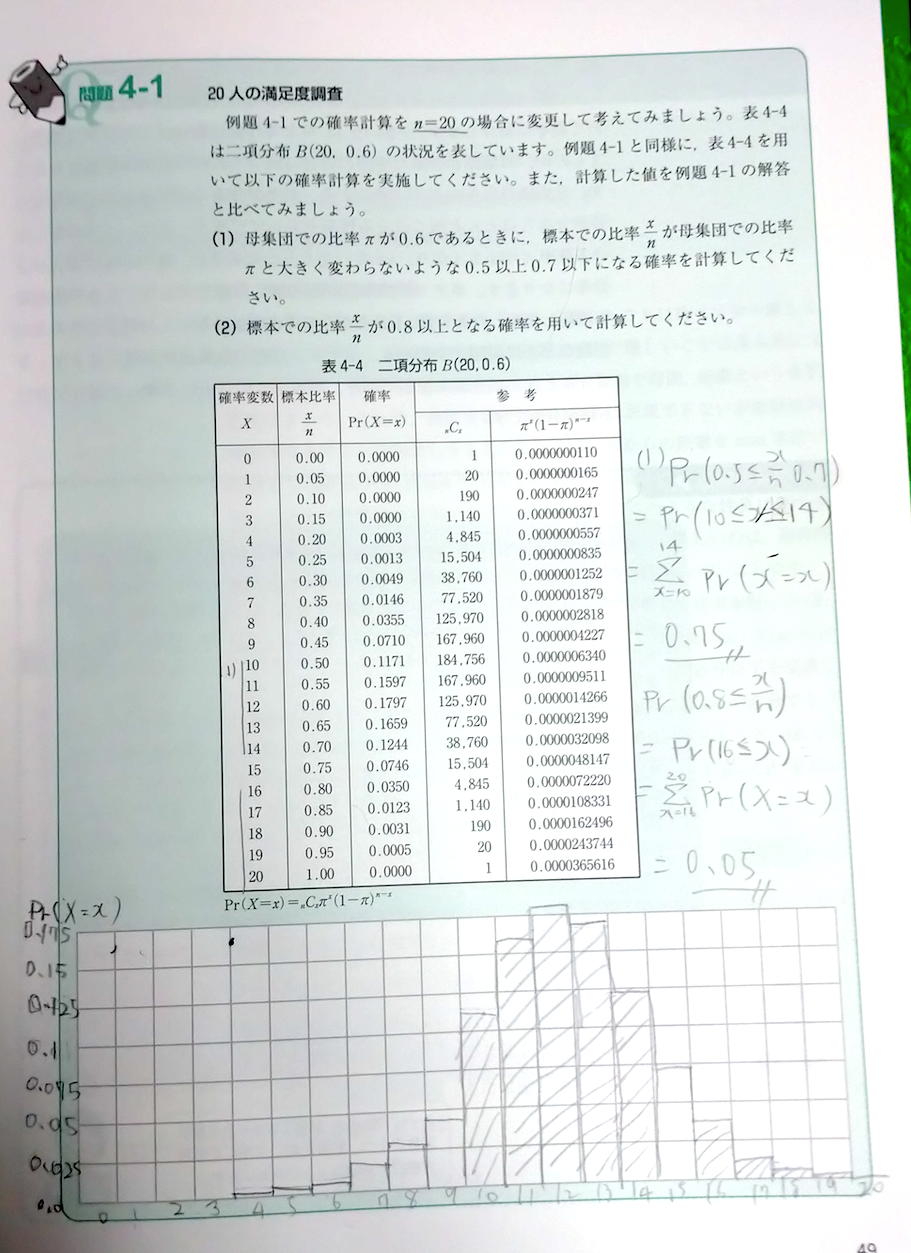 問題 4-1 20人の満足度調査
例題4-1での確率計算をn=20の場合に変更して考えてみましょう。表4-4
は二項分布B(20, 0.6)の状況を表しています。例題4-1と同様に,表4-4を用
いて以下の確率計算を実施してください。また,計算した値を例題4-1の解答
と比べてみましょう。
(1) 母集団での比率πが0.6であるときに,標本での比率x/nが母集団での比率
πと大きく変わらないような0.5以上0.7以下になる確率を計算してくだ
さい。
(2) 標本での比率x/nが0.8以上となる確率を用いて計算してください。
表4-4 二項分布B(20,0.6)
確率変数 標本比率 確率 参考
X x/n Pr(X=x) ₙCₓ πˣ(1−π)ⁿ⁻ˣ
0 0.00 0.0000 1 0.0000000110
1 0.05 0.0000 20 0.0000000165
2 0.10 0.0000 190 0.0000000247
3 0.15 0.0000 1,140 0.0000000371
4 0.20 0.0003 4,845 0.0000000557
5 0.25 0.0013 15,504 0.0000000835
6 0.30 0.0049 38,760 0.0000001252
7 0.35 0.0146 77,520 0.0000001879
8 0.40 0.0355 125,970 0.0000002818
9 0.45 0.0710 167,960 0.0000004227
1) 10 0.50 0.1171 184,756 0.0000006340
11 0.55 0.1597 167,960 0.0000009511
12 0.60 0.1797 125,970 0.0000014266
13 0.65 0.1659 77,520 0.0000021399
14 0.70 0.1244 38,760 0.0000032098
15 0.75 0.0746 15,504 0.0000048147
16 0.80 0.0350 4,845 0.0000072220
17 0.85 0.0123 1,140 0.0000108331
18 0.90 0.0031 190 0.0000162496
19 0.95 0.0005 20 0.0000243744
20 1.00 0.0000 1 0.0000365616
Pr(X=x)=ₙCₓπˣ(1−π)ⁿ⁻ˣ
(1) Pr(0.5≦x/n 0.7)
= Pr(10≦x≦14)
= 14 Σ x=10 Pr(x=x)
= 0.75
Pr(0.8≦x/n)
= Pr(16≦x)
= 20 Σ x=16 Pr(X=x)
= 0.05
Pr(X=x)
0.175
0.15
0.125
0.1
0.075
0.05
0.025
0.0
0 1 2 3 4 5 6 7 8 9 10 11 12 13 14 15 16 17 18 19 20
49